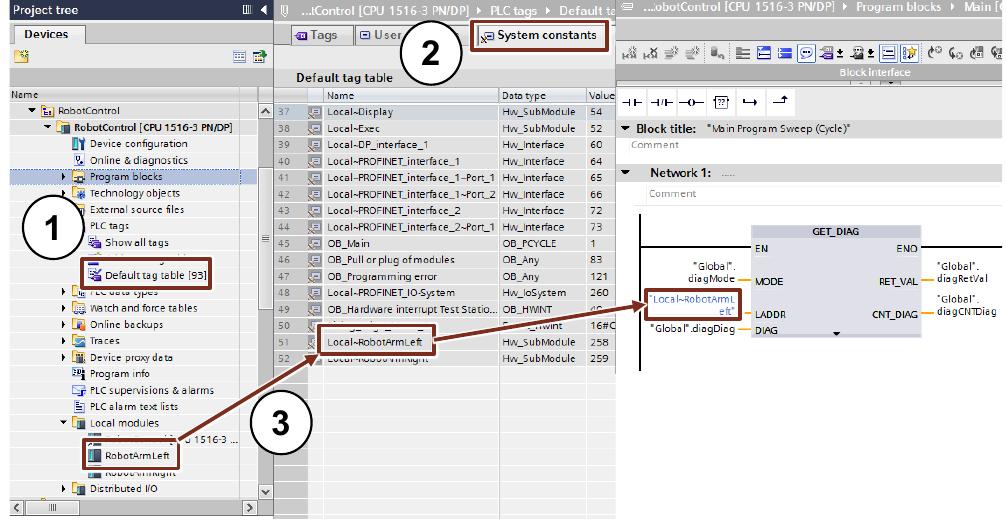 Project tree
Devices
Name
RobotControl
RobotControl [CPU 1516-3 PN/DP]
Device configuration
Online & diagnostics
Program blocks
Technology objects
External source files
PLC tags
Show all tags
Default tag table [93]
PLC data types
Watch and force tables
Online backups
Traces
Device proxy data
Program info
PLC supervisions & alarms
PLC alarm text lists
Local modules
1516-3 ...
RobotArmLeft
RobotArmRight
Distributed I/O
1
...tControl [CPU 1516-3 PN/DP] PLC tags Default ta
Tags
User
System constants
2
Default tag table
Name Data type Value
37 Local~Display Hw_SubModule 54
38 Local~Exec Hw_SubModule 52
39 Local~DP_interface_1 Hw_Interface 60
40 Local~PROFINET_interface_1 Hw_Interface 64
41 Local~PROFINET_interface_1~Port_1 Hw_Interface 65
42 Local~PROFINET_interface_1~Port_2 Hw_Interface 66
43 Local~PROFINET_interface_2 Hw_Interface 72
44 Local~PROFINET_interface_2~Port_1 Hw_Interface 73
45 OB_Main OB_PCYCLE 1
46 OB_Pull or plug of modules OB_Any 83
47 OB_Programming error OB_Any 121
48 Local~PROFINET_IO-System Hw_IoSystem 260
49 OB_Hardware interrupt Test Statio... OB_HWINT 40
50 16#C
51 Local~RobotArmLeft Hw_SubModule 258
52 Local~RobotArmRight Hw_SubModule 259
3
...obotControl [CPU 1516-3 PN/DP] Program blocks Main [
Block interface
Block title: "Main Program Sweep (Cycle)"
Comment
Network 1: .....
Comment
GET_DIAG
EN ENO
"Global".
diagMode MODE
"Local~RobotArmL
eft" LADDR
"Global".diagDiag DIAG
RET_VAL "Global".
diagRetVal
CNT_DIAG "Global".
diagCNTDiag